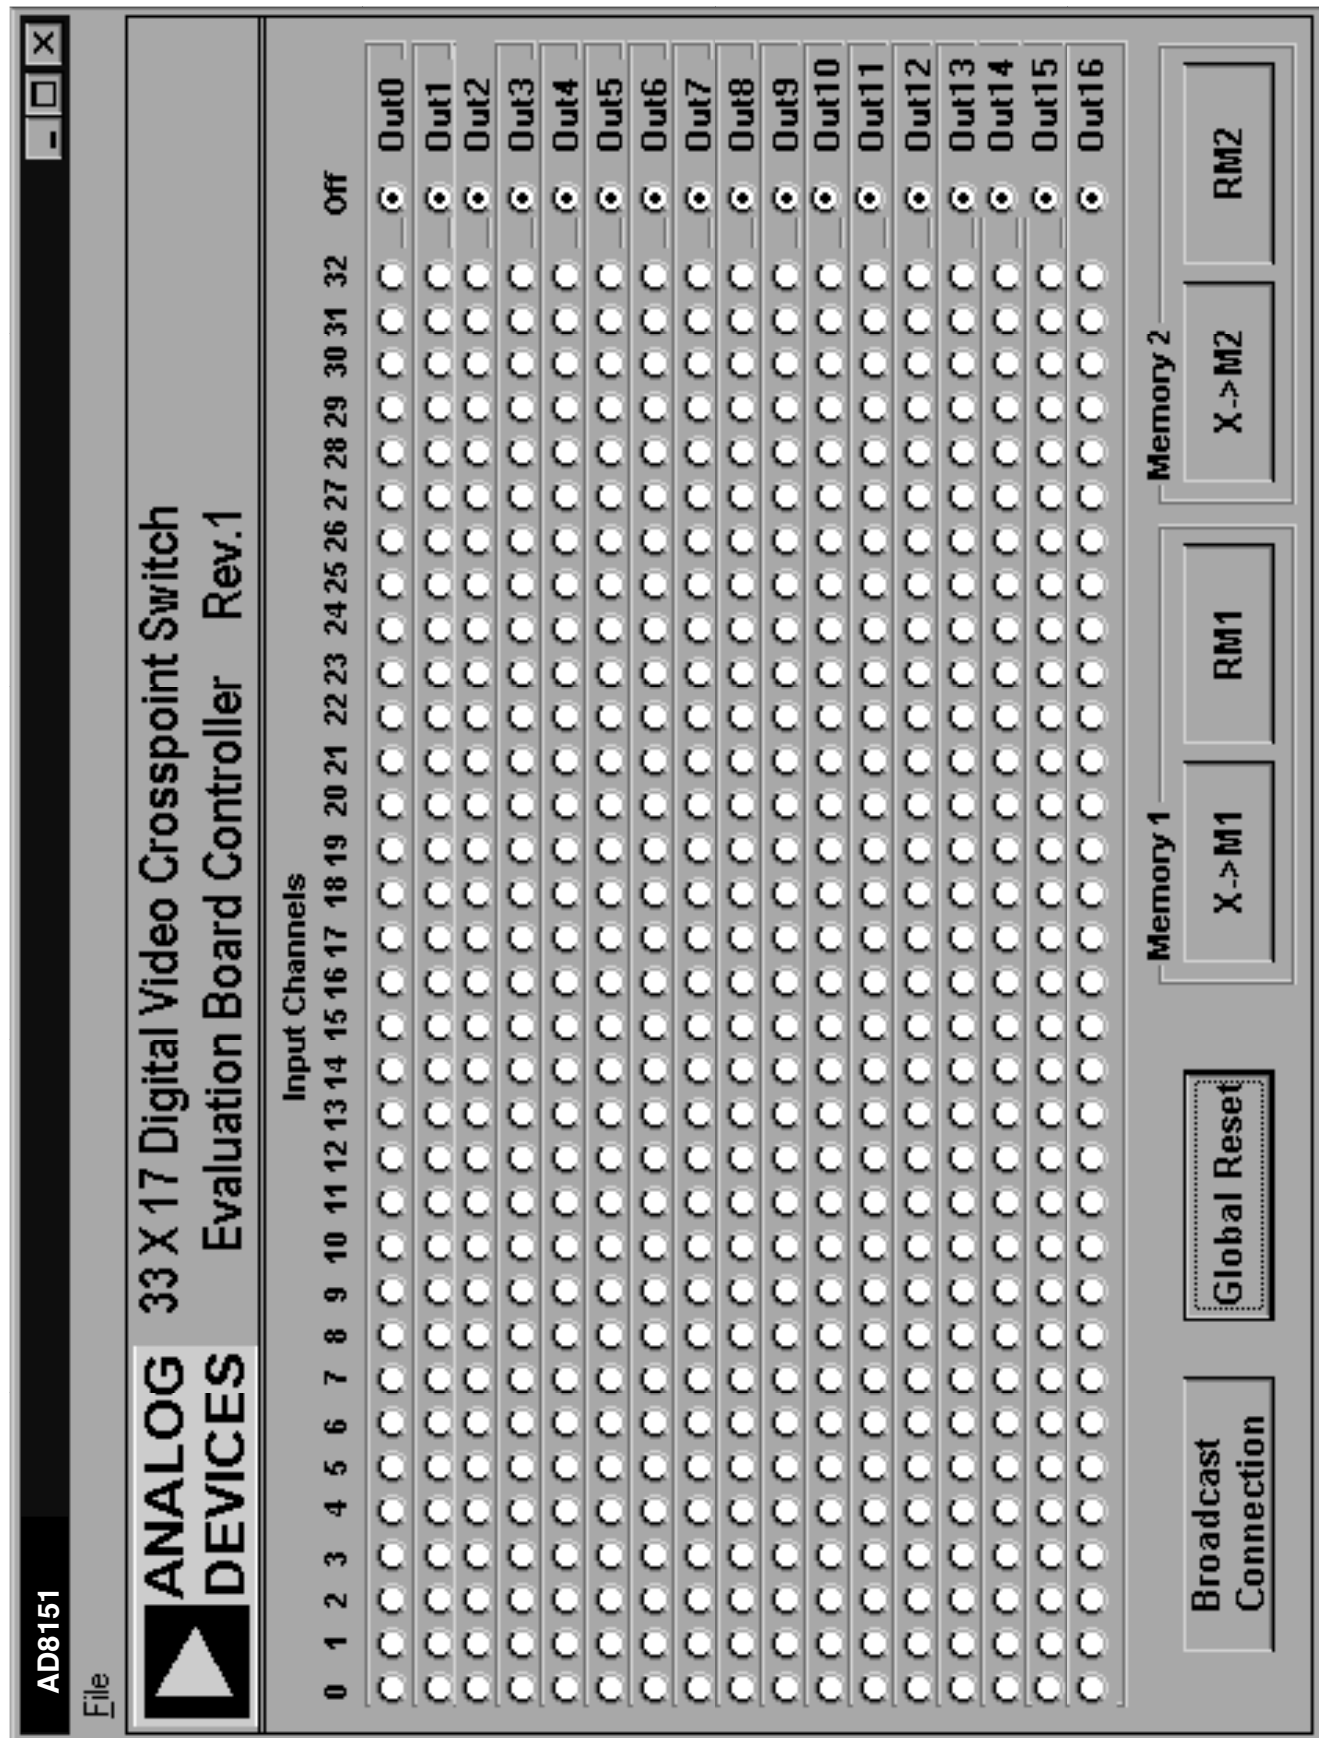 AD8151
File
ANALOG
DEVICES
33 X 17 Digital Video Crosspoint Switch
Evaluation Board Controller Rev.1
Input Channels
0 1 2 3 4 5 6 7 8 9 10 11 12 13 14 15 16 17 18 19 20 21 22 23 24 25 26 27 28 29 30 31 32 Off
Out0
Out1
Out2
Out3
Out4
Out5
Out6
Out7
Out8
Out9
Out10
Out11
Out12
Out13
Out14
Out15
Out16
Broadcast
Connection
Global Reset
Memory 1
X->M1
RM1
Memory 2
X->M2
RM2